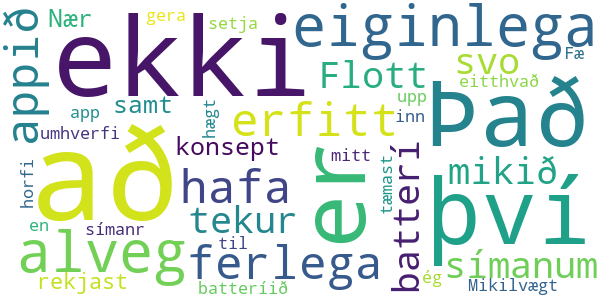 gera
setja
Nær
ekki
eiginlega
Fæ
appið
Flott
svo
eitthvað
app
samt
erfitt
upp
Það
umhverfi
hægt
inn
að
konsept
er
batterí
því
hafa
mitt
mikið
horfi
tekur
tæmast
en
símanr
alveg
ferlega
símanum
til
rekjast
batteríið
ég
Mikilvægt